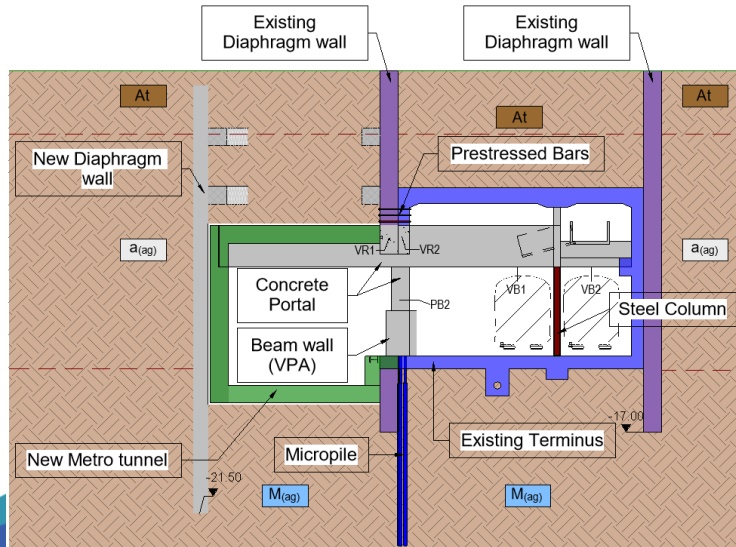 Existing
Diaphragm wall
Existing
Diaphragm wall
At
At
At
Prestressed Bars
New Diaphragm
wall
a(ag)
a(ag)
VR1
VR2
Concrete
Portal
PB2
VB1
VB2
Steel Column
Beam wall
(VPA)
-17.00
New Metro tunnel
Micropile
Existing Terminus
-21.50
M(ag)
M(ag)